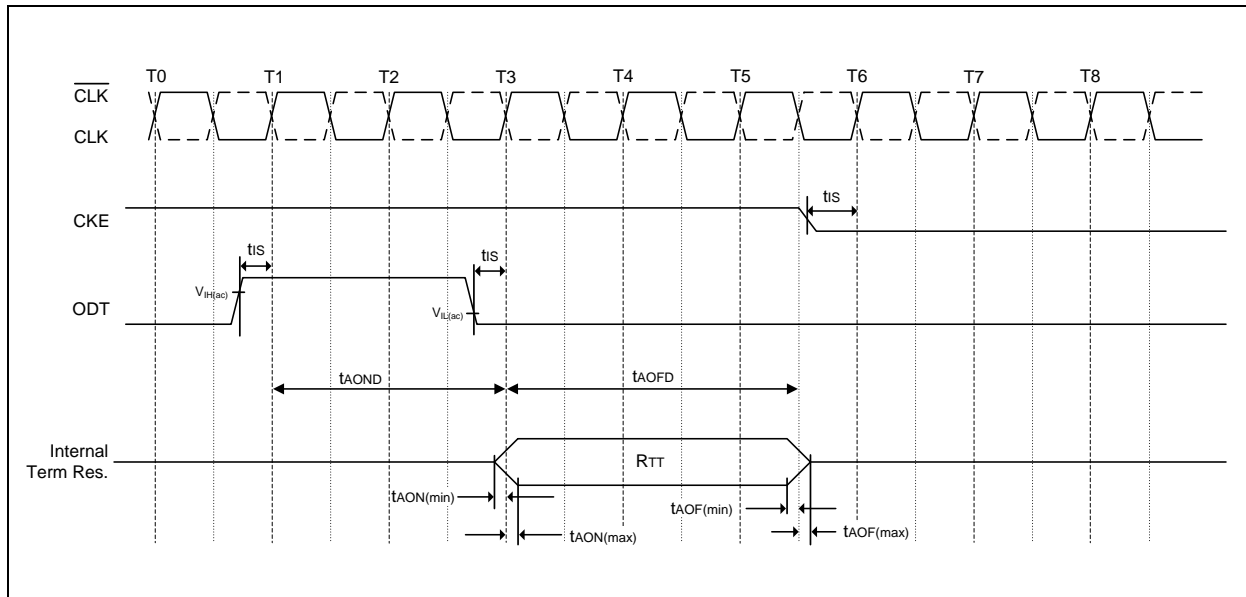 T0 T1 T2 T3 T4 T5 T6 T7 T8
CLK
CLK
tIS
CKE
tIS
tIS
VIH(ac)
ODT
VIL(ac)
tAOND
tAOFD
Internal
Term Res.
RTT
tAON(min)
tAOF(min)
tAON(max)
tAOF(max)